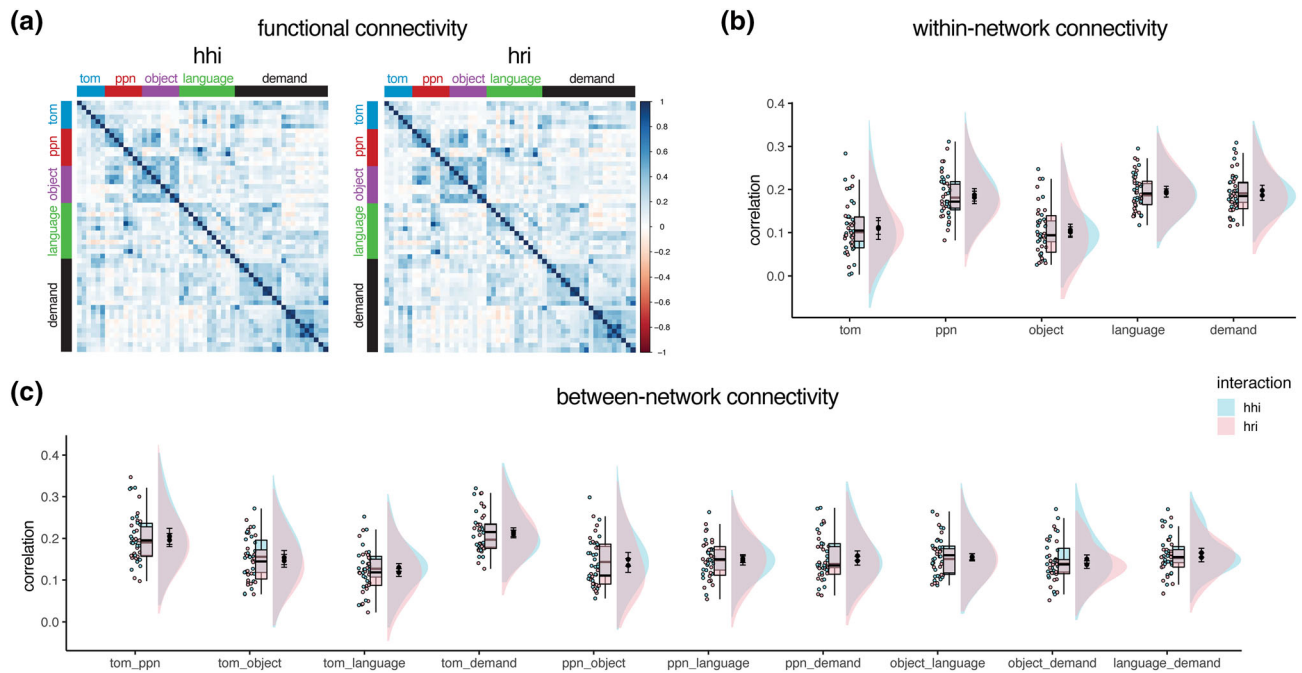 (a)
functional connectivity
hhi
hri
tom ppn object language demand
tom ppn object language demand
tom
ppn
object
language
demand
tom
ppn
object
language
demand
1
0.8
0.6
0.4
0.2
0
−0.2
−0.4
−0.6
−0.8
−1
(b)
within-network connectivity
correlation
0.4
0.3
0.2
0.1
0.0
tom ppn object language demand
interaction
hhi
hri
(c)
between-network connectivity
correlation
0.4
0.3
0.2
0.1
0.0
tom_ppn tom_object tom_language tom_demand ppn_object ppn_language ppn_demand object_language object_demand language_demand